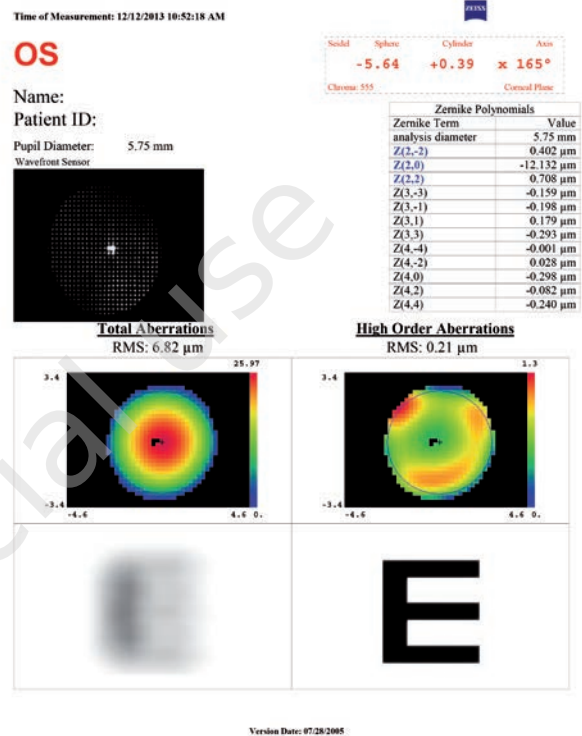 Time of Measurement: 12/12/2013 10:52:18 AM
ZEISS
OS
Seidel Sphere Cylinder Axis
-5.64 +0.39 x 165°
Chroma: 555 Corneal Plane
Name:
Patient ID:
Pupil Diameter: 5.75 mm
Wavefront Sensor
Zernike Polynomials
Zernike Term Value
analysis diameter 5.75 mm
Z(2,-2) 0.402 µm
Z(2,0) -12.132 µm
Z(2,2) 0.708 µm
Z(3,-3) -0.159 µm
Z(3,-1) -0.198 µm
Z(3,1) 0.179 µm
Z(3,3) -0.293 µm
Z(4,-4) -0.001 µm
Z(4,-2) 0.028 µm
Z(4,0) -0.298 µm
Z(4,2) -0.082 µm
Z(4,4) -0.240 µm
Total Aberrations
RMS: 6.82 µm
25.97
3.4
-3.4
-4.6 4.6 0.
High Order Aberrations
RMS: 0.21 µm
1.3
3.4
-3.4
-4.6 4.6 0.
E
E
Version Date: 07/28/2005